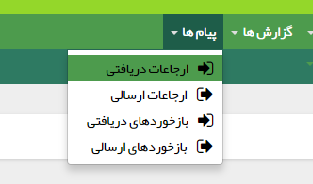 گزارش ها پیام ها
ارجاعات دریافتی
ارجاعات ارسالی
بازخوردهای دریافتی
بازخوردهای ارسالی